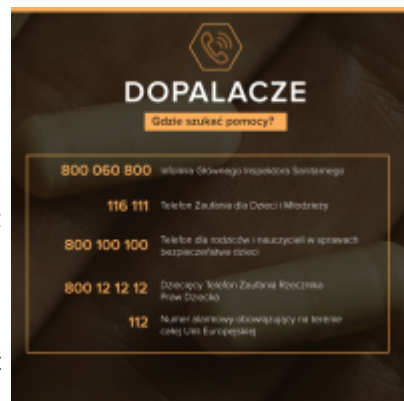 DOPALACZE
Gdzie szukać pomocy?
800 060 800 Infolinia Głównego Inspektora Sanitarnego
116 111 Telefon Zaufania dla Dzieci i Młodzieży
800 100 100 Telefon dla rodziców i nauczycieli w sprawach
bezpieczeństwa dzieci
800 12 12 12 Dziecięcy Telefon Zaufania Rzecznika
Praw Dziecka
112 Numer alarmowy obowiązujący na terenie
całej Unii Europejskiej